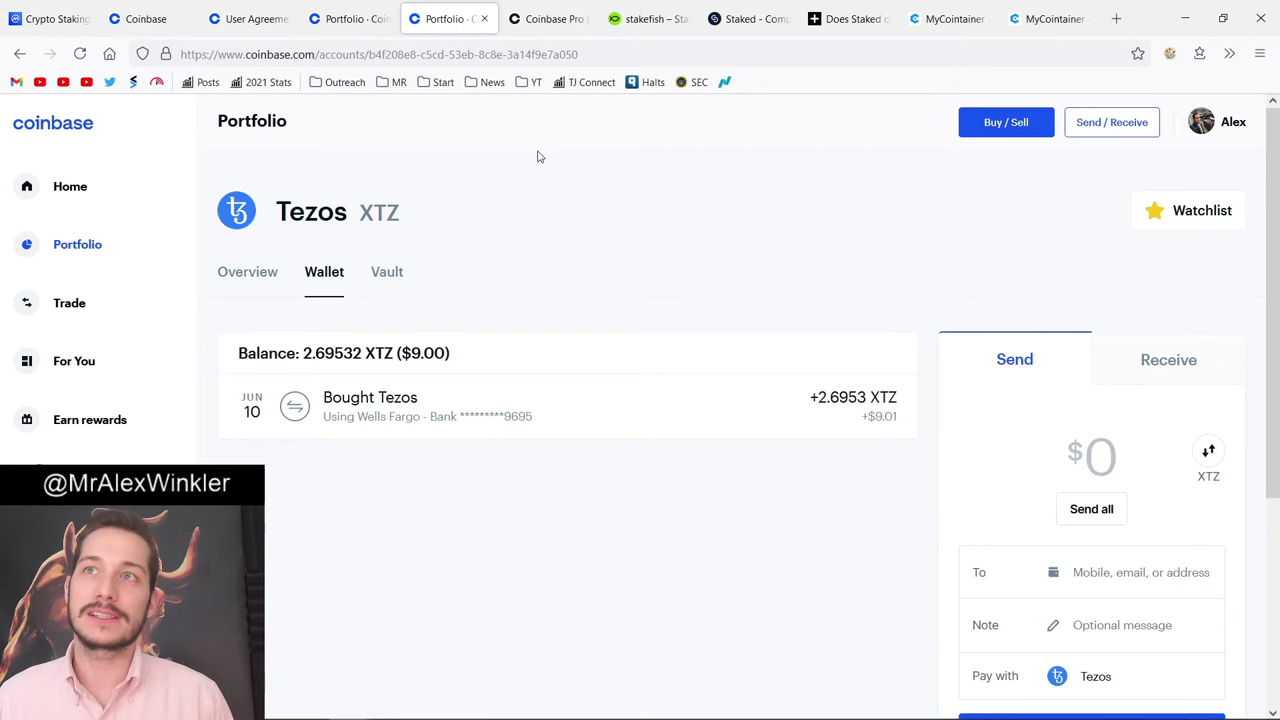 Crypto Staking
Coinbase
User Agreeme
Portfolio · Coi
Portfolio · C
Coinbase Pro
stakefish – Sta
Staked - Comp
Does Staked c
MyCointainer
MyCointainer
https://www.coinbase.com/accounts/b4f208e8-c5cd-53eb-8c8e-3a14f9e7a050
Posts
2021 Stats
Outreach
MR
Start
News
YT
TJ Connect
Halts
SEC
coinbase
Portfolio
Buy / Sell
Send / Receive
Alex
Home
Tezos XTZ
Watchlist
Portfolio
Overview
Wallet
Vault
Trade
Balance: 2.69532 XTZ ($9.00)
Send
Receive
For You
JUN
10
Bought Tezos
+2.6953 XTZ
Using Wells Fargo - Bank *********9695
+$9.01
Earn rewards
$0
XTZ
@MrAlexWinkler
Send all
To
Mobile, email, or address
Note
Optional message
Pay with
Tezos